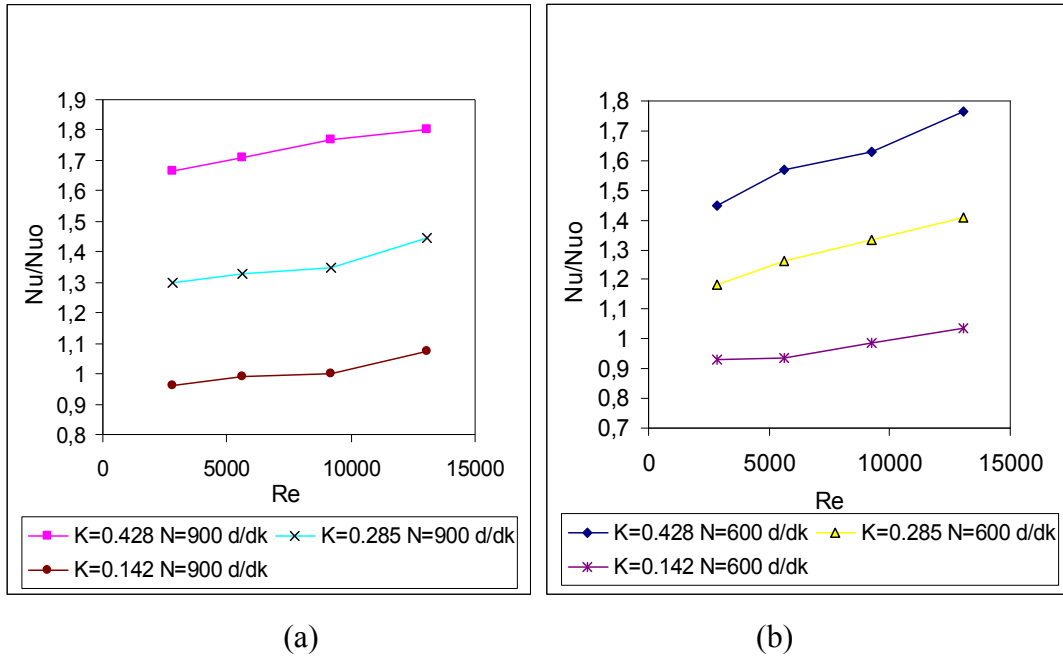 1,9
1,8
1,7
1,6
1,5
1,4
1,3
1,2
1,1
1
0,9
0,8
Nu/Nuo
0 5000 10000 15000
Re
K=0.428 N=900 d/dk K=0.285 N=900 d/dk
K=0.142 N=900 d/dk
(a)
1,8
1,7
1,6
1,5
1,4
1,3
1,2
1,1
1
0,9
0,8
0,7
Nu/Nuo
0 5000 10000 15000
Re
K=0.428 N=600 d/dk K=0.285 N=600 d/dk
K=0.142 N=600 d/dk
(b)